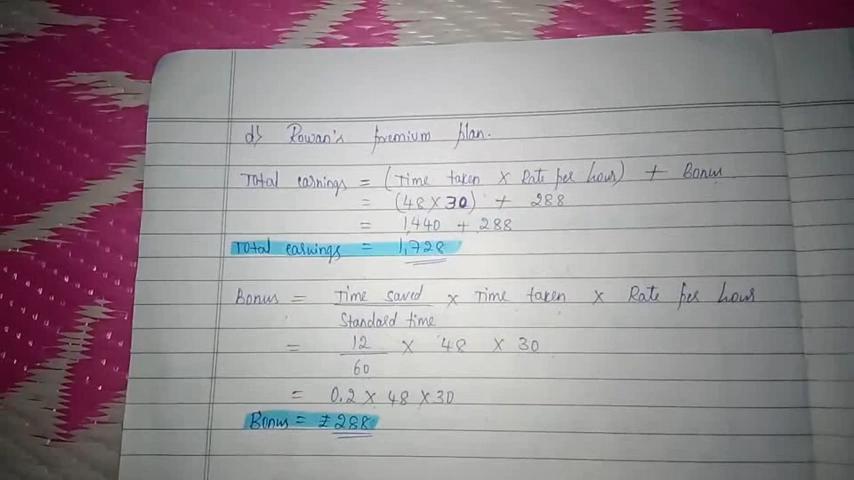 d) Rowan's premium plan.
Total earnings = (Time taken × Rate per hour) + Bonus
= (48 × 30) + 288
= 1,440 + 288
Total earnings = 1,728
Bonus = Time saved / Standard time × Time taken × Rate per hour
= 12 / 60 × 48 × 30
= 0.2 × 48 × 30
Bonus = ₹ 288